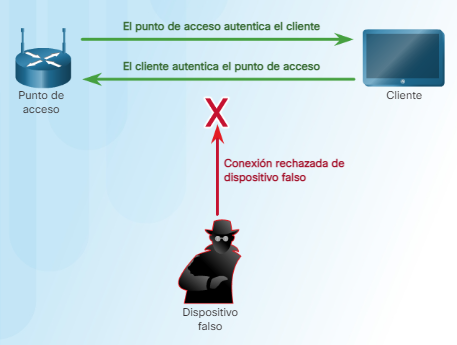 El punto de acceso autentica el cliente
El cliente autentica el punto de acceso
Punto de
acceso
Cliente
Conexión rechazada de
dispositivo falso
Dispositivo
falso